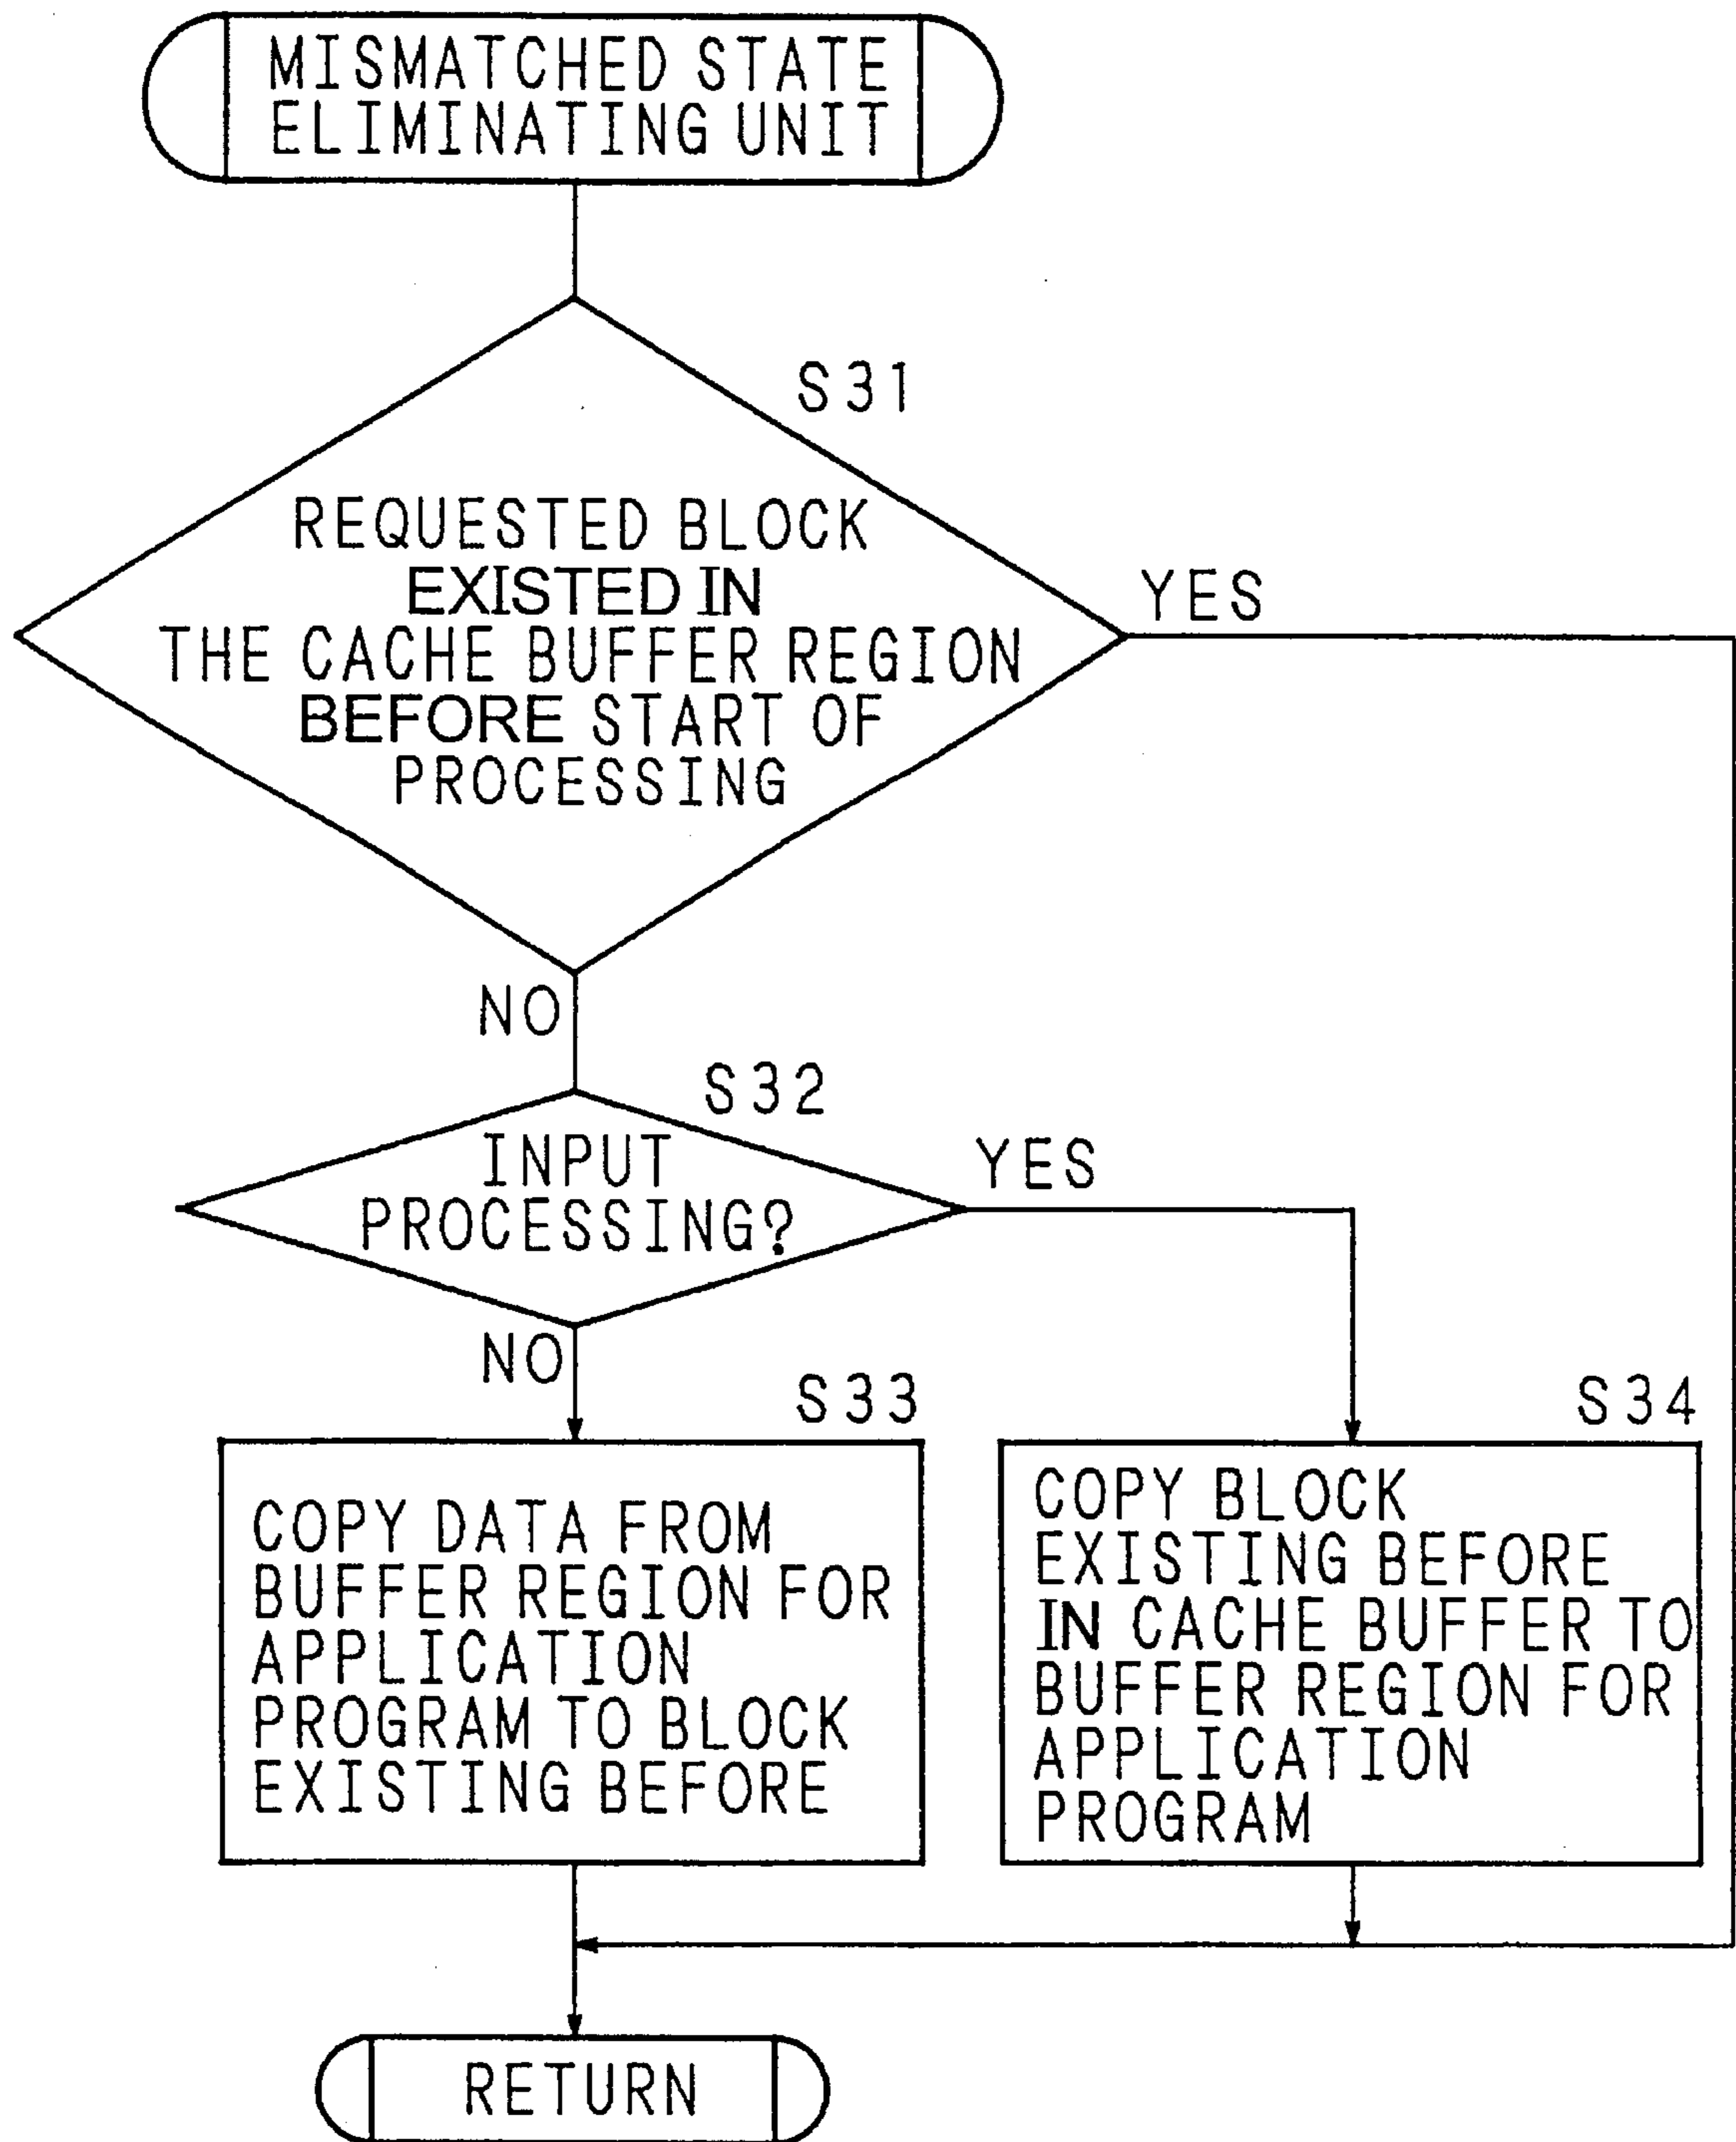 MISMATCHED STATE
ELIMINATING UNIT
S31
REQUESTED BLOCK
EXISTED IN
THE CACHE BUFFER REGION
BEFORE START OF
PROCESSING
YES
NO
S32
INPUT
PROCESSING?
YES
NO
S33
COPY DATA FROM
BUFFER REGION FOR
APPLICATION
PROGRAM TO BLOCK
EXISTING BEFORE
S34
COPY BLOCK
EXISTING BEFORE
IN CACHE BUFFER TO
BUFFER REGION FOR
APPLICATION
PROGRAM
RETURN